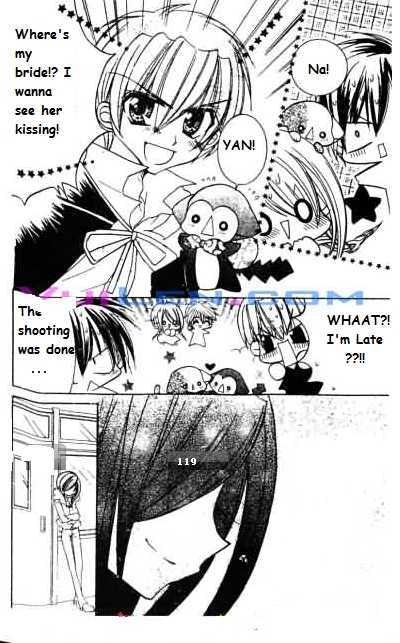 Where's
my
bride!? I
wanna
see her
kissing!
Na!
YAN!
The
shooting
was done
...
WHAAT?!
I'm Late
??!!
119